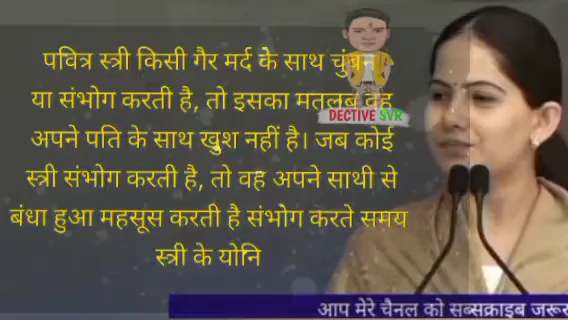 पवित्र स्त्री किसी गैर मर्द के साथ चुंबन
या संभोग करती है, तो इसका मतलब वह
DECTIVE SVR
अपने पति के साथ खुश नहीं है। जब कोई
स्त्री संभोग करती है, तो वह अपने साथी से
बंधा हुआ महसूस करती है संभोग करते समय
स्त्री के योनि
आप मेरे चैनल को सब्सक्राइब जरूर